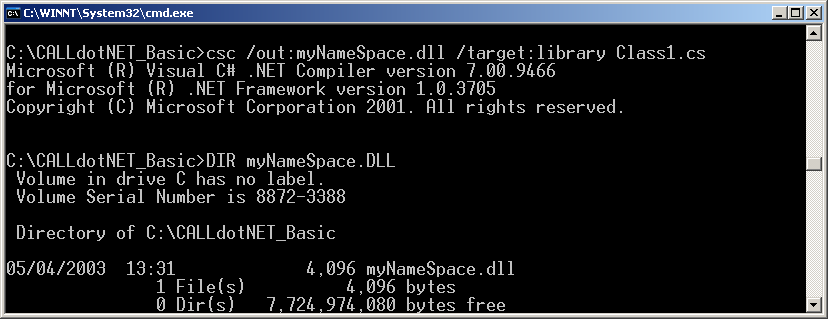 C:\WINNT\System32\cmd.exe
C:\CALLdotNET_Basic>csc /out:myNameSpace.dll /target:library Class1.cs
Microsoft (R) Visual C# .NET Compiler version 7.00.9466
for Microsoft (R) .NET Framework version 1.0.3705
Copyright (C) Microsoft Corporation 2001. All rights reserved.
C:\CALLdotNET_Basic>DIR myNameSpace.DLL
Volume in drive C has no label.
Volume Serial Number is 8872-3388
Directory of C:\CALLdotNET_Basic
05/04/2003  13:31             4,096 myNameSpace.dll
1 File(s)          4,096 bytes
0 Dir(s)   7,724,974,080 bytes free